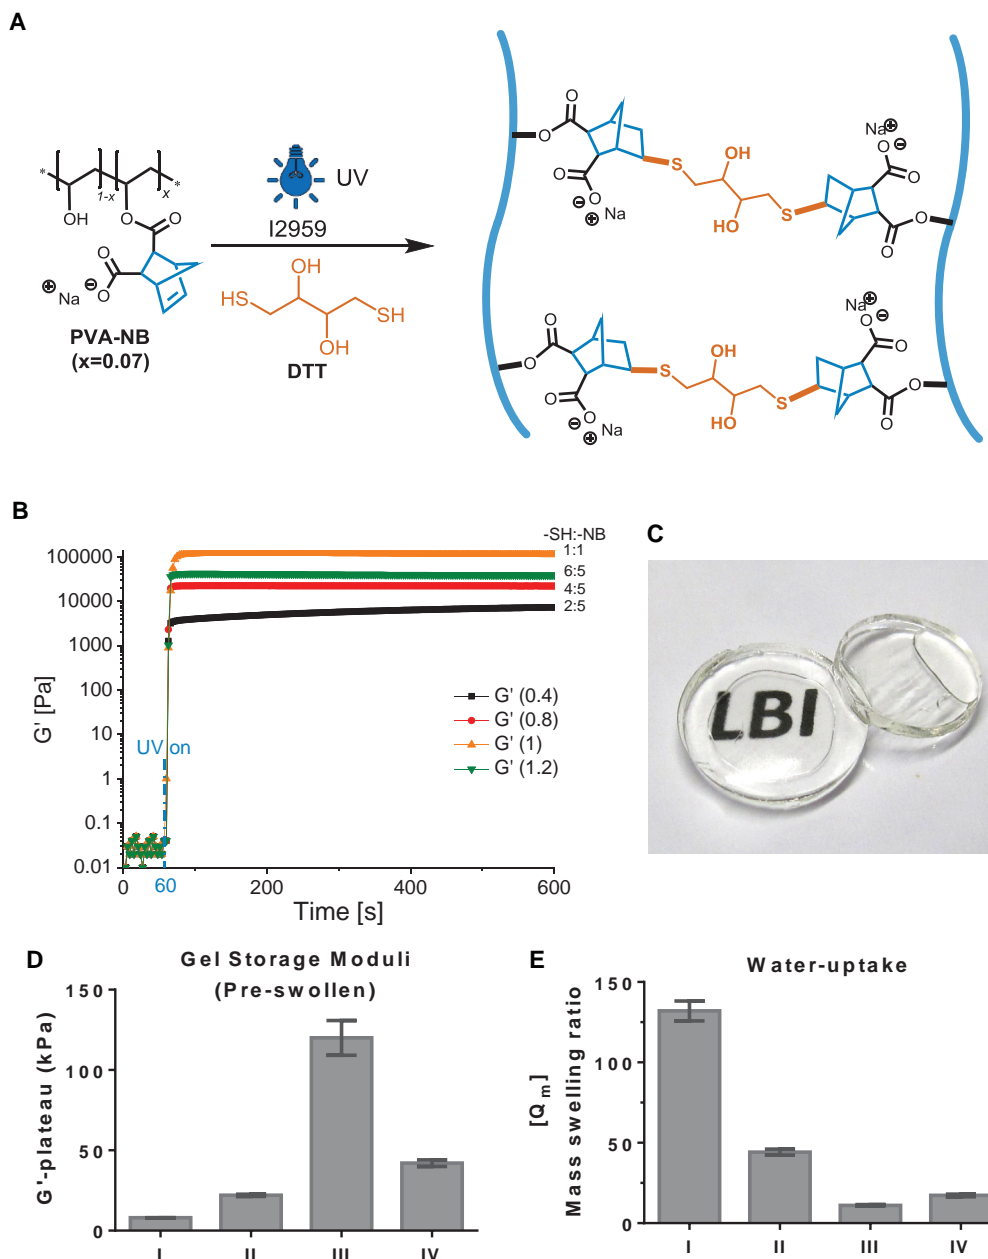 A
*
*
1-x
x
OH
O
O
O
O
⊕
Na
⊖
PVA-NB
(x=0.07)
UV
I2959
OH
HS
SH
OH
DTT
O
O
O
O
⊖
⊕ Na
S
OH
HO
S
Na⊕
O ⊖
O
O
O
O
O
O
O
⊖
⊕ Na
S
OH
HO
S
Na⊕
O ⊖
O
O
O
B
-SH:-NB
1:1
6:5
4:5
2:5
G' [Pa]
100000
10000
1000
100
10
1
0.1
0.01
UV on
G' (0.4)
G' (0.8)
G' (1)
G' (1.2)
0
60
200
400
600
Time [s]
C
LBI
D
Gel Storage Moduli
(Pre-swollen)
G'-plateau (kPa)
150
100
50
0
I
II
III
IV
E
Water-uptake
Mass swelling ratio
[Qm]
150
100
50
0
I
II
III
IV